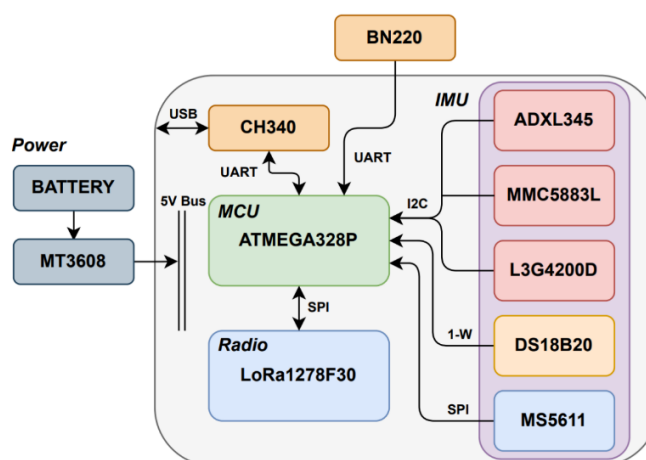 BN220
IMU
USB
CH340
ADXL345
Power
UART
UART
BATTERY
5V Bus
MCU
I2C
MMC5883L
ATMEGA328P
MT3608
L3G4200D
SPI
Radio
1-W
DS18B20
LoRa1278F30
SPI
MS5611